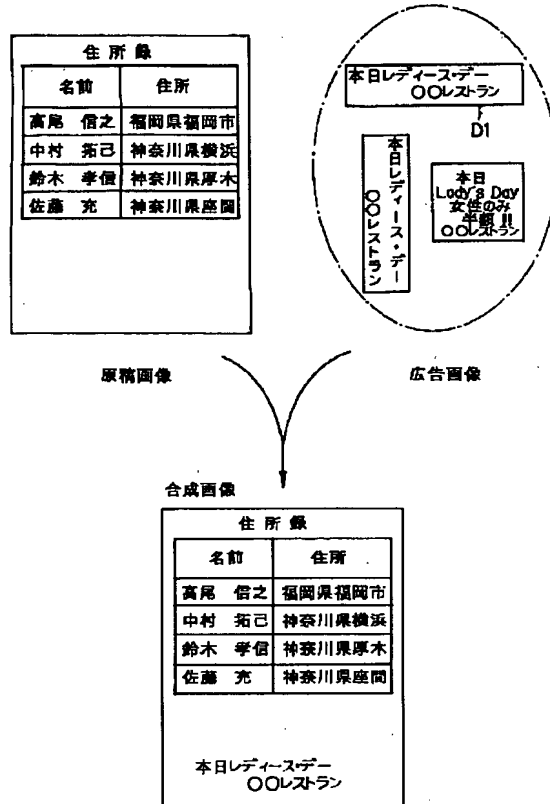 住所録
名前 住所
高尾 信之 福岡県福岡市
中村 拓己 神奈川県横浜
鈴木 孝信 神奈川県厚木
佐藤 充 神奈川県座間
原稿画像
本日レディース・デー
〇〇レストラン
D1
本日レディース・デー
〇〇レストラン
本日
Lady's Day
女性のみ
半額!!
〇〇レストラン
広告画像
合成画像
住所録
名前 住所
高尾 信之 福岡県福岡市
中村 拓己 神奈川県横浜
鈴木 孝信 神奈川県厚木
佐藤 充 神奈川県座間
本日レディース・デー
〇〇レストラン